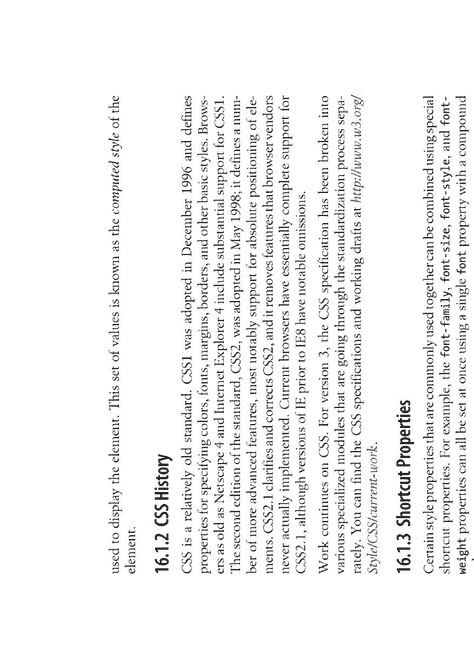 used to display the element. This set of values is known as the computed style of the
element.
16.1.2 CSS History
CSS is a relatively old standard. CSS1 was adopted in December 1996 and defines
properties for specifying colors, fonts, margins, borders, and other basic styles. Brows-
ers as old as Netscape 4 and Internet Explorer 4 include substantial support for CSS1.
The second edition of the standard, CSS2, was adopted in May 1998; it defines a num-
ber of more advanced features, most notably support for absolute positioning of ele-
ments. CSS2.1 clarifies and corrects CSS2, and it removes features that browser vendors
never actually implemented. Current browsers have essentially complete support for
CSS2.1, although versions of IE prior to IE8 have notable omissions.
Work continues on CSS. For version 3, the CSS specification has been broken into
various specialized modules that are going through the standardization process sepa-
rately. You can find the CSS specifications and working drafts at http://www.w3.org/
Style/CSS/current-work.
16.1.3 Shortcut Properties
Certain style properties that are commonly used together can be combined using special
shortcut properties. For example, the font-family, font-size, font-style, and font-
weight properties can all be set at once using a single font property with a compound